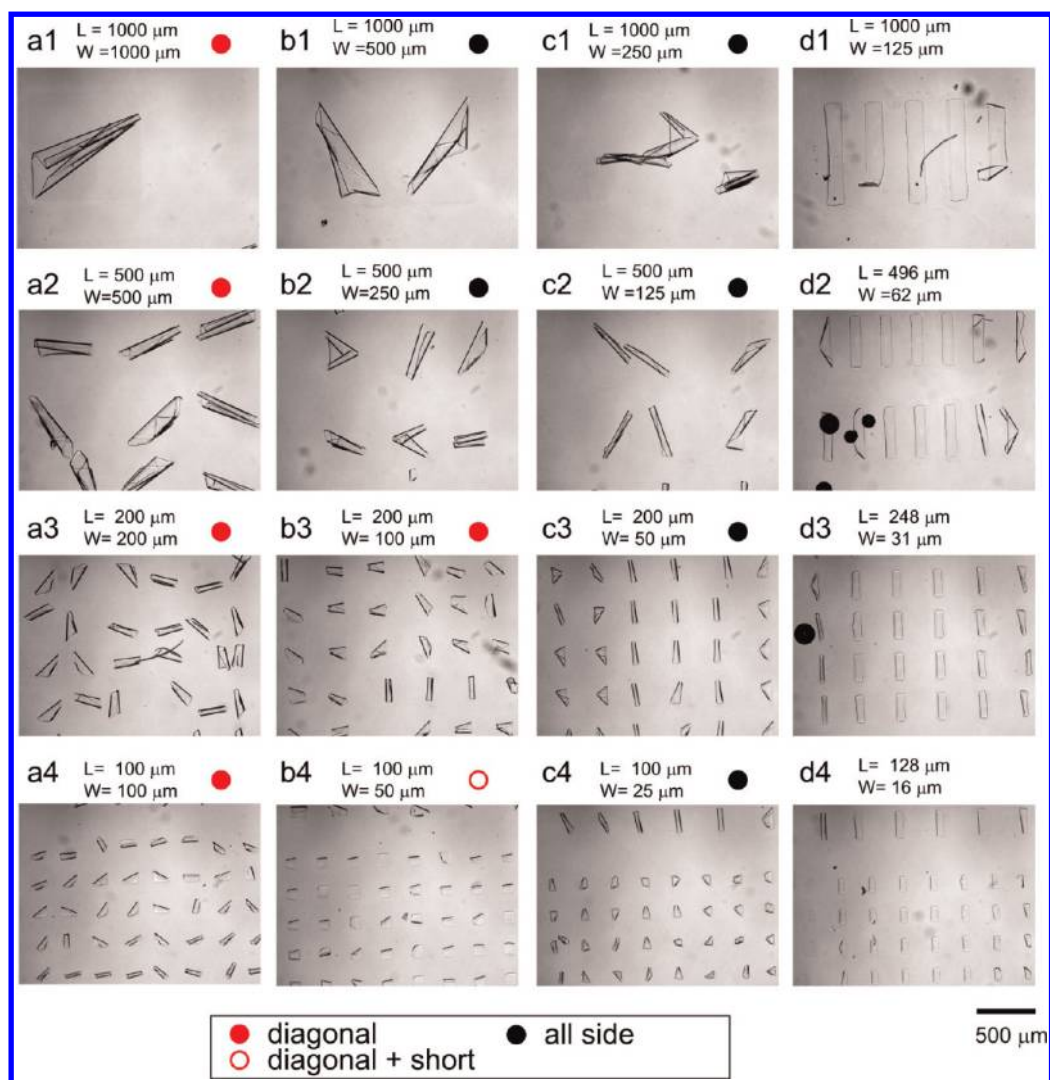 a1 L = 1000 μm
W =1000 μm
b1 L = 1000 μm
W =500 μm
c1 L = 1000 μm
W =250 μm
d1 L = 1000 μm
W =125 μm
a2 L = 500 μm
W=500 μm
b2 L = 500 μm
W=250 μm
c2 L = 500 μm
W =125 μm
d2 L = 496 μm
W =62 μm
a3 L= 200 μm
W= 200 μm
b3 L= 200 μm
W= 100 μm
c3 L= 200 μm
W= 50 μm
d3 L= 248 μm
W= 31 μm
a4 L= 100 μm
W= 100 μm
b4 L= 100 μm
W= 50 μm
c4 L= 100 μm
W= 25 μm
d4 L= 128 μm
W= 16 μm
500 μm
diagonal
all side
diagonal + short